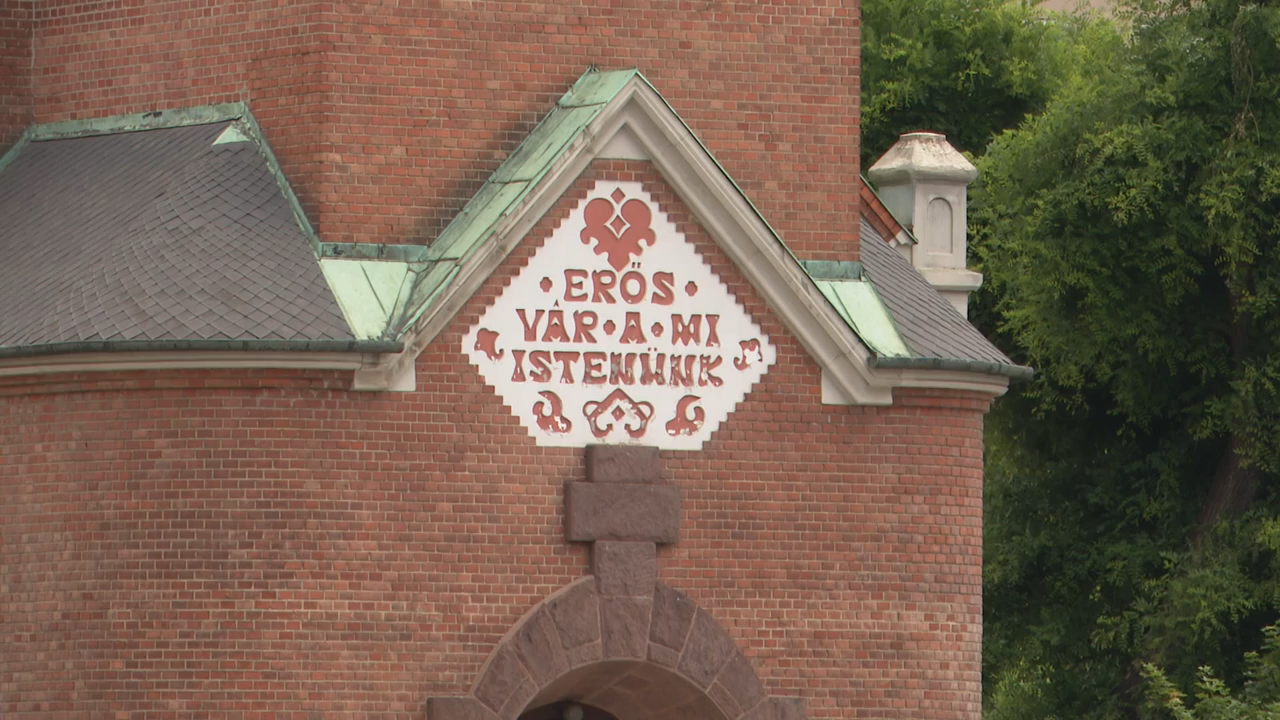 • ERŐS •
VÁR • A • MI
ISTENÜNK